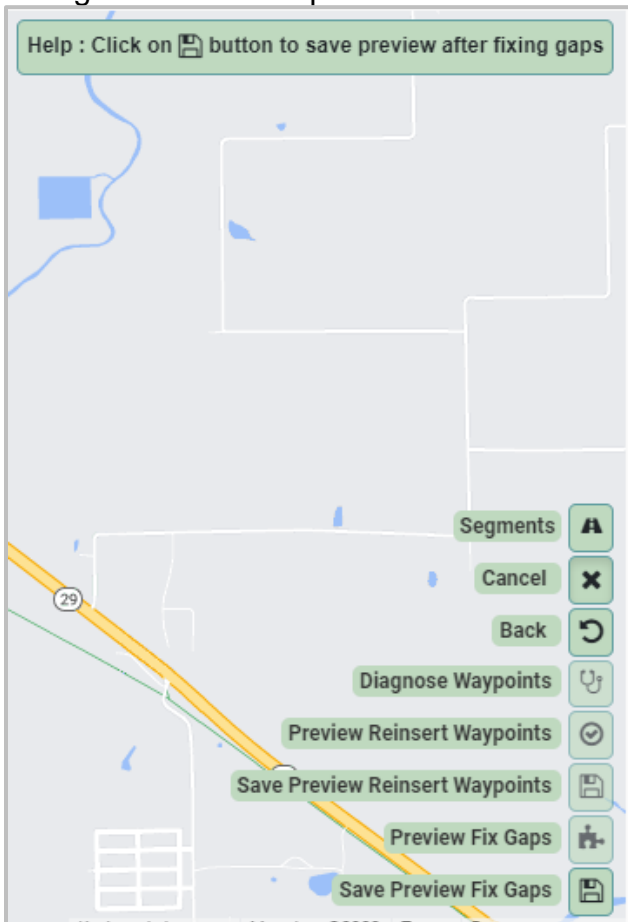 Help : Click on button to save preview after fixing gaps
Segments
Cancel
29
Back
Diagnose Waypoints
Preview Reinsert Waypoints
Save Preview Reinsert Waypoints
Preview Fix Gaps
Save Preview Fix Gaps